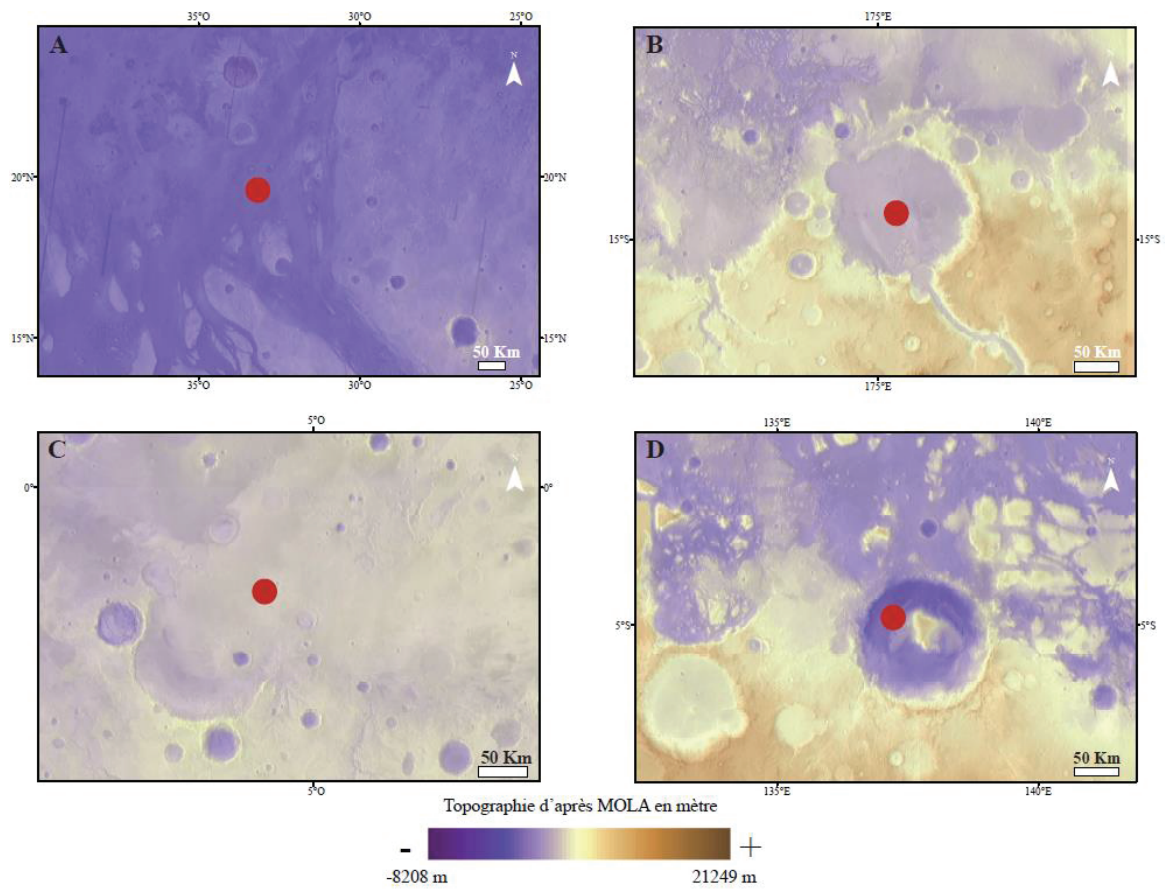 35°O 30°O 25°O
A
N
20°N 20°N
15°N 15°N
50 Km
35°O 30°O 25°O
175°E
B
N
15°S 15°S
50 Km
175°E
5°O
C
N
0° 0°
50 Km
5°O
135°E 140°E
D
N
5°S 5°S
50 Km
135°E 140°E
Topographie d'après MOLA en mètre
- +
-8208 m 21249 m